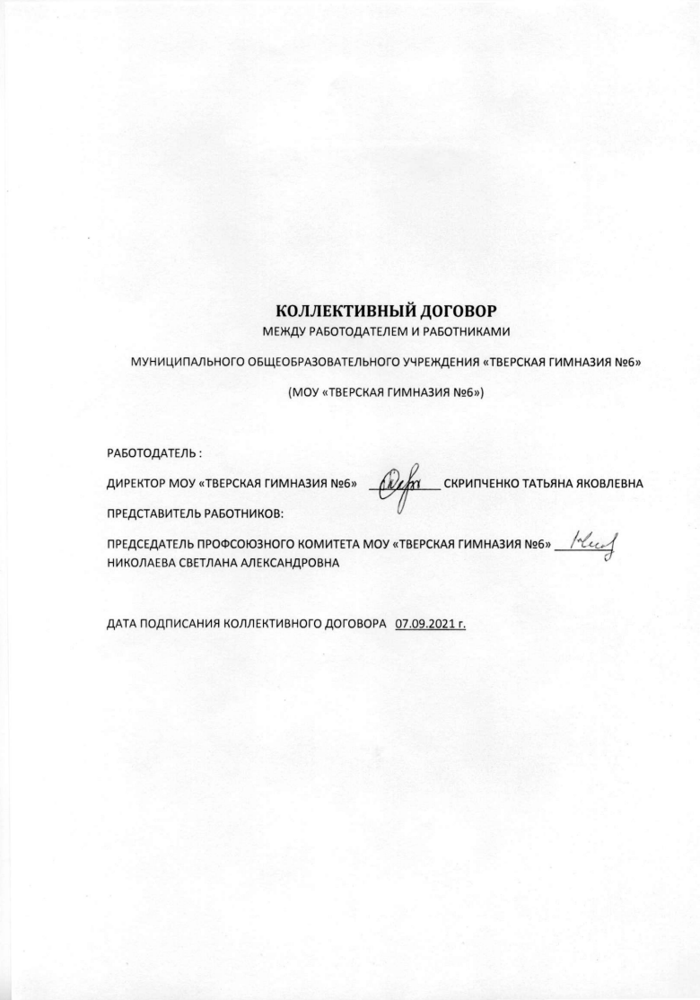 КОЛЛЕКТИВНЫЙ ДОГОВОР
МЕЖДУ РАБОТОДАТЕЛЕМ И РАБОТНИКАМИ
МУНИЦИПАЛЬНОГО ОБЩЕОБРАЗОВАТЕЛЬНОГО УЧРЕЖДЕНИЯ «ТВЕРСКАЯ ГИМНАЗИЯ №6»
(МОУ «ТВЕРСКАЯ ГИМНАЗИЯ №6»)
РАБОТОДАТЕЛЬ :
ДИРЕКТОР МОУ «ТВЕРСКАЯ ГИМНАЗИЯ №6» СКРИПЧЕНКО ТАТЬЯНА ЯКОВЛЕВНА
ПРЕДСТАВИТЕЛЬ РАБОТНИКОВ:
ПРЕДСЕДАТЕЛЬ ПРОФСОЮЗНОГО КОМИТЕТА МОУ «ТВЕРСКАЯ ГИМНАЗИЯ №6»
НИКОЛАЕВА СВЕТЛАНА АЛЕКСАНДРОВНА
ДАТА ПОДПИСАНИЯ КОЛЛЕКТИВНОГО ДОГОВОРА 07.09.2021 г.